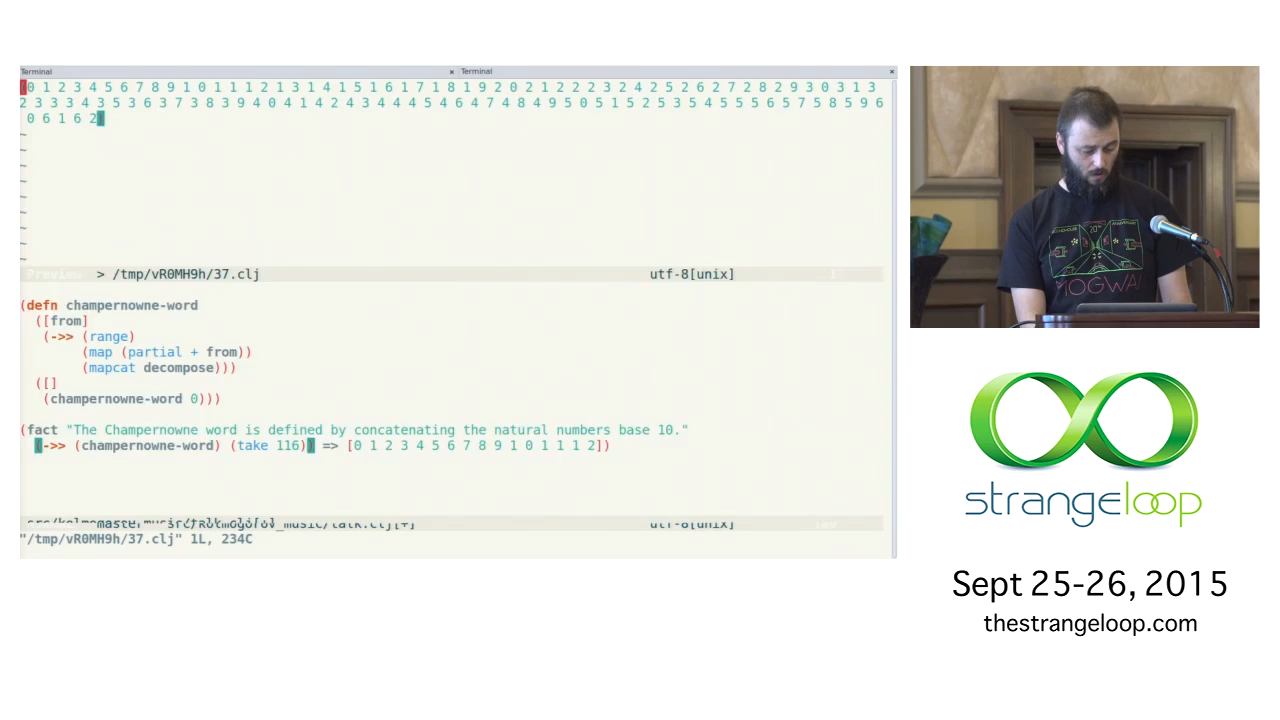 Terminal × Terminal ×
(0 1 2 3 4 5 6 7 8 9 1 0 1 1 1 2 1 3 1 4 1 5 1 6 1 7 1 8 1 9 2 0 2 1 2 2 2 3 2 4 2 5 2 6 2 7 2 8 2 9 3 0 3 1 3
2 3 3 3 4 3 5 3 6 3 7 3 8 3 9 4 0 4 1 4 2 4 3 4 4 4 5 4 6 4 7 4 8 4 9 5 0 5 1 5 2 5 3 5 4 5 5 5 6 5 7 5 8 5 9 6
0 6 1 6 2)
~
~
~
~
~
~
~
~
~
Preview > /tmp/vR0MH9h/37.clj utf-8[unix]
(defn champernowne-word
([from]
(->> (range)
(map (partial + from))
(mapcat decompose)))
([]
(champernowne-word 0)))
(fact "The Champernowne word is defined by concatenating the natural numbers base 10."
(->> (champernowne-word) (take 116)) => [0 1 2 3 4 5 6 7 8 9 1 0 1 1 1 2])
utf-8[unix]
"/tmp/vR0MH9h/37.clj" 1L, 234C
MOGWAI
strangeloop
Sept 25-26, 2015
thestrangeloop.com